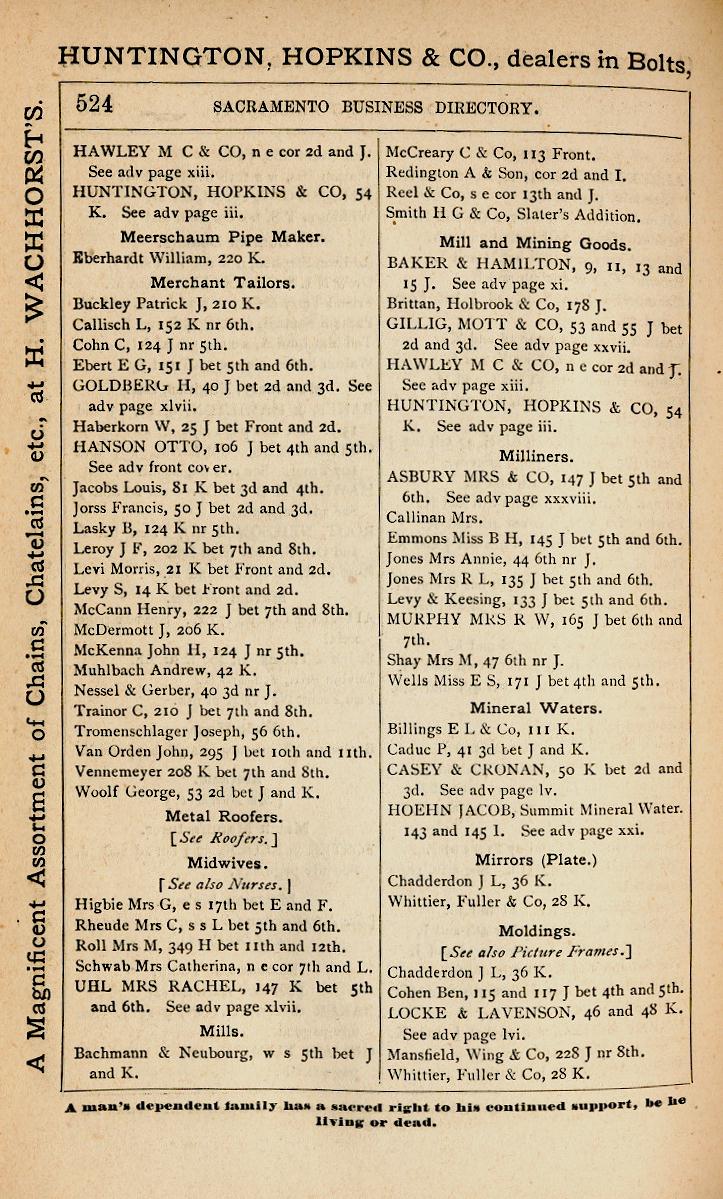 HUNTINGTON, HOPKINS & CO., dealers in Bolts,
A Magnificent Assortment of Chains, Chatelains, etc., at H. WACHHORST'S.
524 SACRAMENTO BUSINESS DIRECTORY.
HAWLEY M C & CO, n e cor 2d and J.
See adv page xiii.
HUNTINGTON, HOPKINS & CO, 54
K. See adv page iii.
Meerschaum Pipe Maker.
Eberhardt William, 220 K.
Merchant Tailors.
Buckley Patrick J, 210 K.
Callisch L, 152 K nr 6th.
Cohn C, 124 J nr 5th.
Ebert E G, 151 J bet 5th and 6th.
GOLDBERG H, 40 J bet 2d and 3d. See
adv page xlvii.
Haberkorn W, 25 J bet Front and 2d.
HANSON OTTO, 106 J bet 4th and 5th.
See adv front cover.
Jacobs Louis, 81 K bet 3d and 4th.
Jorss Francis, 50 J bet 2d and 3d.
Lasky B, 124 K nr 5th.
Leroy J F, 202 K bet 7th and 8th.
Levi Morris, 21 K bet Front and 2d.
Levy S, 14 K bet Front and 2d.
McCann Henry, 222 J bet 7th and 8th.
McDermott J, 206 K.
McKenna John H, 124 J nr 5th.
Muhlbach Andrew, 42 K.
Nessel & Gerber, 40 3d nr J.
Trainor C, 210 J bet 7th and 8th.
Tromenschlager Joseph, 56 6th.
Van Orden John, 295 J bet 10th and 11th.
Vennemeyer 208 K bet 7th and 8th.
Woolf George, 53 2d bet J and K.
Metal Roofers.
[See Roofers.]
Midwives.
[See also Nurses.]
Higbie Mrs G, e s 17th bet E and F.
Rheude Mrs C, s s L bet 5th and 6th.
Roll Mrs M, 349 H bet 11th and 12th.
Schwab Mrs Catherina, n e cor 7th and L.
UHL MRS RACHEL, 147 K bet 5th
and 6th. See adv page xlvii.
Mills.
Bachmann & Neubourg, w s 5th bet J
and K.
McCreary C & Co, 113 Front.
Redington A & Son, cor 2d and I.
Reel & Co, s e cor 13th and J.
Smith H G & Co, Slater's Addition.
Mill and Mining Goods.
BAKER & HAMILTON, 9, 11, 13 and
15 J. See adv page xi.
Brittan, Holbrook & Co, 178 J.
GILLIG, MOTT & CO, 53 and 55 J bet
2d and 3d. See adv page xxvii.
HAWLEY M C & CO, n e cor 2d and J.
See adv page xiii.
HUNTINGTON, HOPKINS & CO, 54
K. See adv page iii.
Milliners.
ASBURY MRS & CO, 147 J bet 5th and
6th. See adv page xxxviii.
Callinan Mrs.
Emmons Miss B H, 145 J bet 5th and 6th.
Jones Mrs Annie, 44 6th nr J.
Jones Mrs R L, 135 J bet 5th and 6th.
Levy & Keesing, 133 J bet 5th and 6th.
MURPHY MRS R W, 165 J bet 6th and
7th.
Shay Mrs M, 47 6th nr J.
Wells Miss E S, 171 J bet 4th and 5th.
Mineral Waters.
Billings E L & Co, 111 K.
Caduc P, 41 3d bet J and K.
CASEY & CRONAN, 50 K bet 2d and
3d. See adv page lv.
HOEHN JACOB, Summit Mineral Water.
143 and 145 I. See adv page xxi.
Mirrors (Plate.)
Chadderdon J L, 36 K.
Whittier, Fuller & Co, 28 K.
Moldings.
[See also Picture Frames.]
Chadderdon J L, 36 K.
Cohen Ben, 115 and 117 J bet 4th and 5th.
LOCKE & LAVENSON, 46 and 48 K.
See adv page lvi.
Mansfield, Wing & Co, 228 J nr 8th.
Whittier, Fuller & Co, 28 K.
A man's dependent family has a sacred right to his continued support, be he
living or dead.